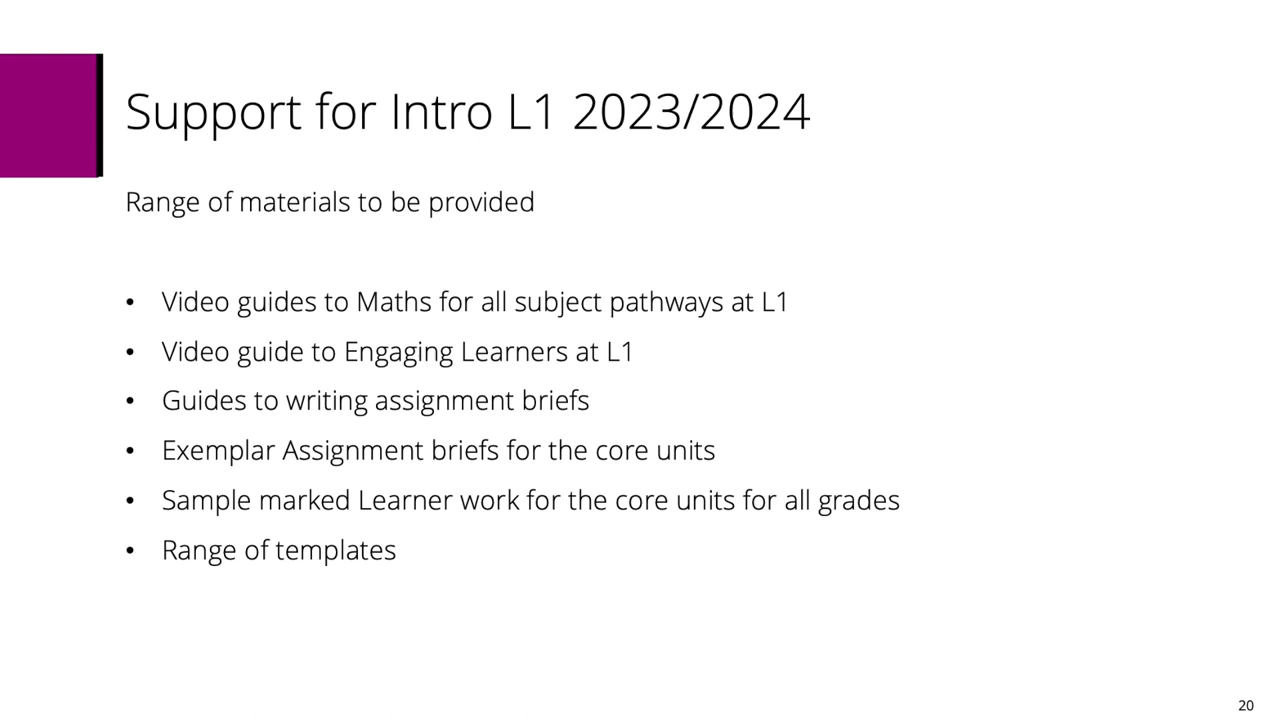 Support for Intro L1 2023/2024
Range of materials to be provided
• Video guides to Maths for all subject pathways at L1
• Video guide to Engaging Learners at L1
• Guides to writing assignment briefs
• Exemplar Assignment briefs for the core units
• Sample marked Learner work for the core units for all grades
• Range of templates
20